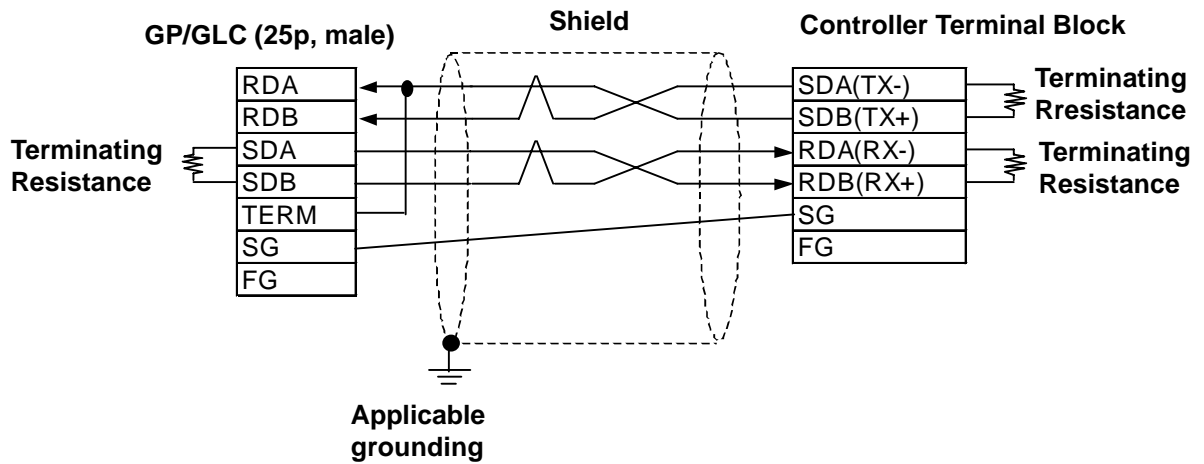 Shield
GP/GLC (25p, male)
Controller Terminal Block
RDA
RDB
SDA
SDB
TERM
SG
FG
Terminating
Resistance
SDA(TX-)
SDB(TX+)
RDA(RX-)
RDB(RX+)
SG
FG
Terminating
Rresistance
Terminating
Resistance
Applicable
grounding